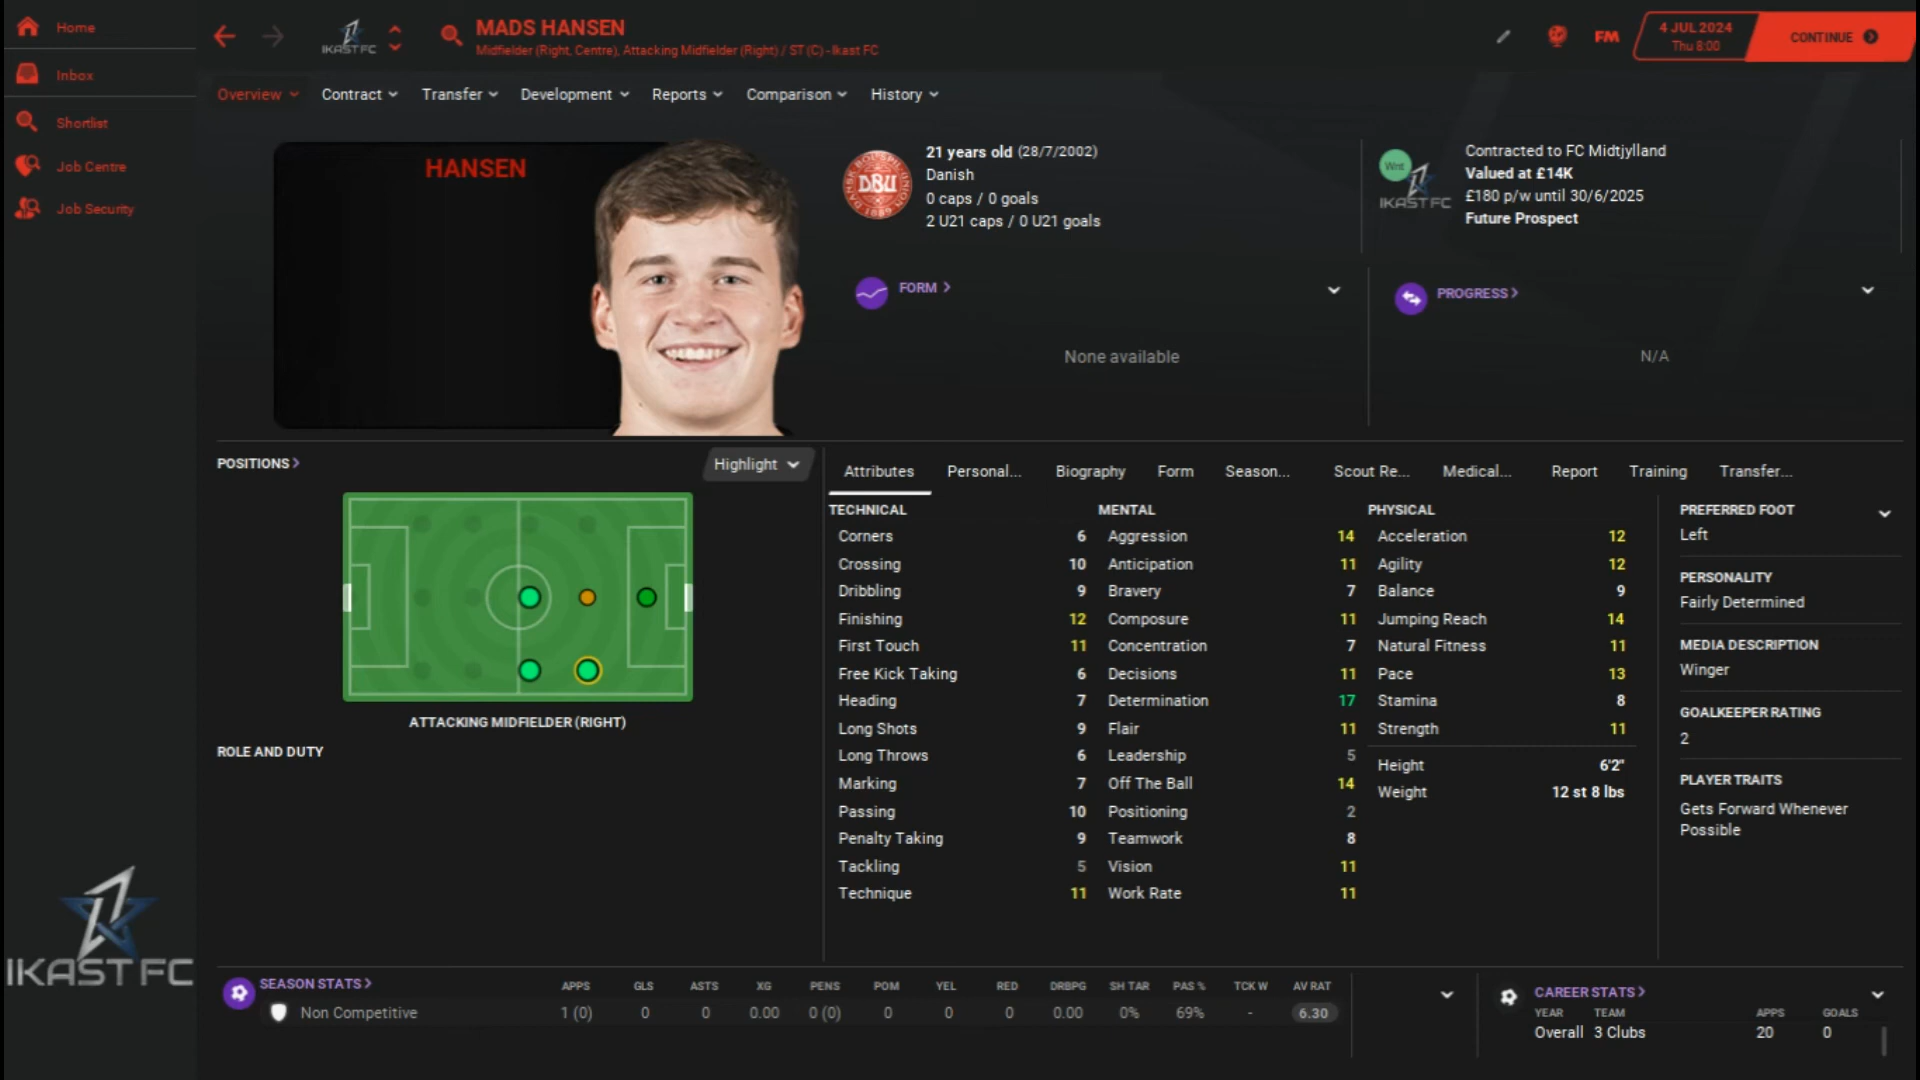 Home
Inbox
Shortlist
Job Centre
Job Security
IKAST FC
MADS HANSEN
Midfielder (Right, Centre), Attacking Midfielder (Right) / ST (C) - Ikast FC
FM
4 JUL 2024
Thu 8:00
CONTINUE
Overview
Contract
Transfer
Development
Reports
Comparison
History
HANSEN
DANSK BOLDSPIL UNION
DBU
1889
21 years old (28/7/2002)
Danish
0 caps / 0 goals
2 U21 caps / 0 U21 goals
Wnt
IKAST FC
Contracted to FC Midtjylland
Valued at £14K
£180 p/w until 30/6/2025
Future Prospect
FORM
None available
PROGRESS
N/A
POSITIONS
Highlight
ATTACKING MIDFIELDER (RIGHT)
ROLE AND DUTY
Attributes Personal... Biography Form Season... Scout Re... Medical... Report Training Transfer...
TECHNICAL
Corners 6
Crossing 10
Dribbling 9
Finishing 12
First Touch 11
Free Kick Taking 6
Heading 7
Long Shots 9
Long Throws 6
Marking 7
Passing 10
Penalty Taking 9
Tackling 5
Technique 11
MENTAL
Aggression 14
Anticipation 11
Bravery 7
Composure 11
Concentration 7
Decisions 11
Determination 17
Flair 11
Leadership 5
Off The Ball 14
Positioning 2
Teamwork 8
Vision 11
Work Rate 11
PHYSICAL
Acceleration 12
Agility 12
Balance 9
Jumping Reach 14
Natural Fitness 11
Pace 13
Stamina 8
Strength 11
Height 6'2"
Weight 12 st 8 lbs
PREFERRED FOOT
Left
PERSONALITY
Fairly Determined
MEDIA DESCRIPTION
Winger
GOALKEEPER RATING
2
PLAYER TRAITS
Gets Forward Whenever
Possible
IKAST FC
SEASON STATS APPS GLS ASTS XG PENS POM YEL RED DRBPG SH TAR PAS % TCK W AV RAT
Non Competitive 1 (0) 0 0 0.00 0 (0) 0 0 0 0.00 0% 69% - 6.30
CAREER STATS
YEAR TEAM APPS GOALS
Overall 3 Clubs 20 0